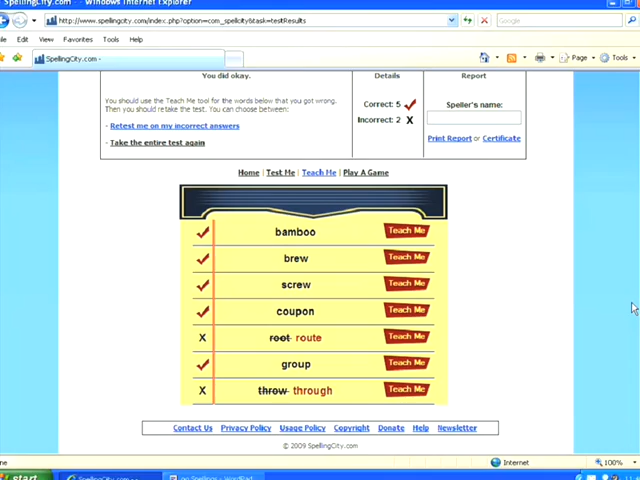 SpellingCity.com - Windows Internet Explorer
http://www.spellingcity.com/index.php?option=com_spellcity&task=testResults
Google
Edit View Favorites Tools Help
SpellingCity.com -
Page Tools
You did okay. Details Report
You should use the Teach Me tool for the words below that you got wrong.
Then you should retake the test. You can choose between:
- Retest me on my incorrect answers
- Take the entire test again
Correct: 5
Incorrect: 2 X
Speller's name:
Print Report or Certificate
Home | Test Me | Teach Me | Play A Game
bamboo Teach Me
brew Teach Me
screw Teach Me
coupon Teach Me
X root route Teach Me
group Teach Me
X throw through Teach Me
Contact Us Privacy Policy Usage Policy Copyright Donate Help Newsletter
© 2009 SpellingCity.com
Internet 100%
start SpellingCity.com - WordPad